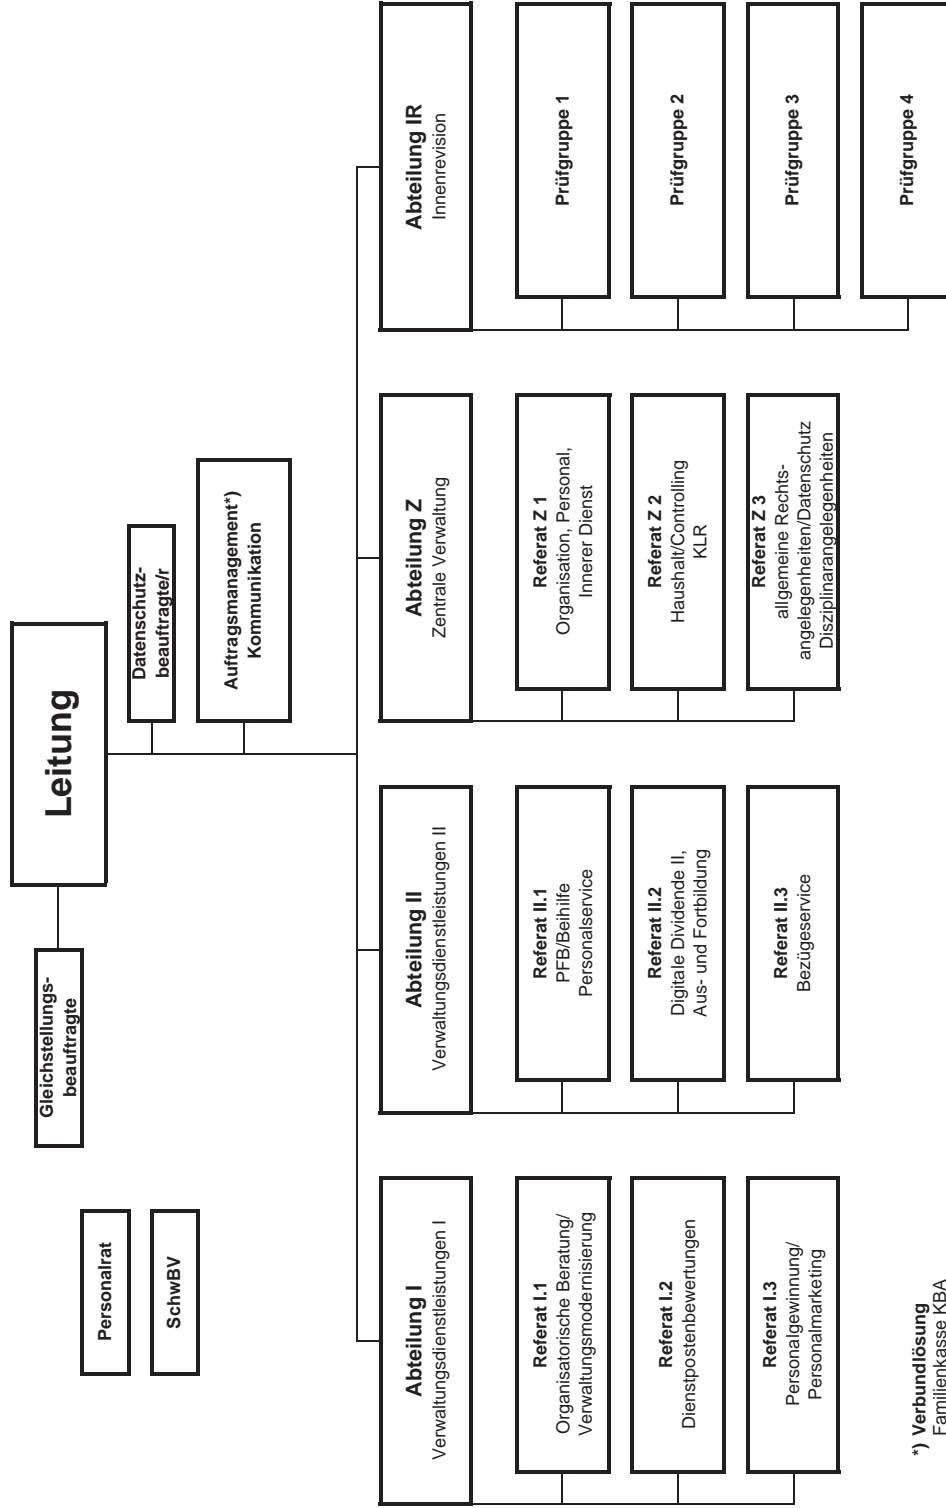 Leitung
Gleichstellungs-
beauftragte
Personalrat
SchwBV
Datenschutz-
beauftragte/r
Auftragsmanagement*)
Kommunikation
Abteilung I
Verwaltungsdienstleistungen I
Referat I.1
Organisatorische Beratung/
Verwaltungsmodernisierung
Referat I.2
Dienstpostenbewertungen
Referat I.3
Personalgewinnung/
Personalmarketing
Abteilung II
Verwaltungsdienstleistungen II
Referat II.1
PFB/Beihilfe
Personalservice
Referat II.2
Digitale Dividende II,
Aus- und Fortbildung
Referat II.3
Bezügeservice
Abteilung Z
Zentrale Verwaltung
Referat Z 1
Organisation, Personal,
Innerer Dienst
Referat Z 2
Haushalt/Controlling
KLR
Referat Z 3
allgemeine Rechts-
angelegenheiten/Datenschutz
Disziplinarangelegenheiten
Abteilung IR
Innenrevision
Prüfgruppe 1
Prüfgruppe 2
Prüfgruppe 3
Prüfgruppe 4
*) Verbundlösung
Familienkasse KBA